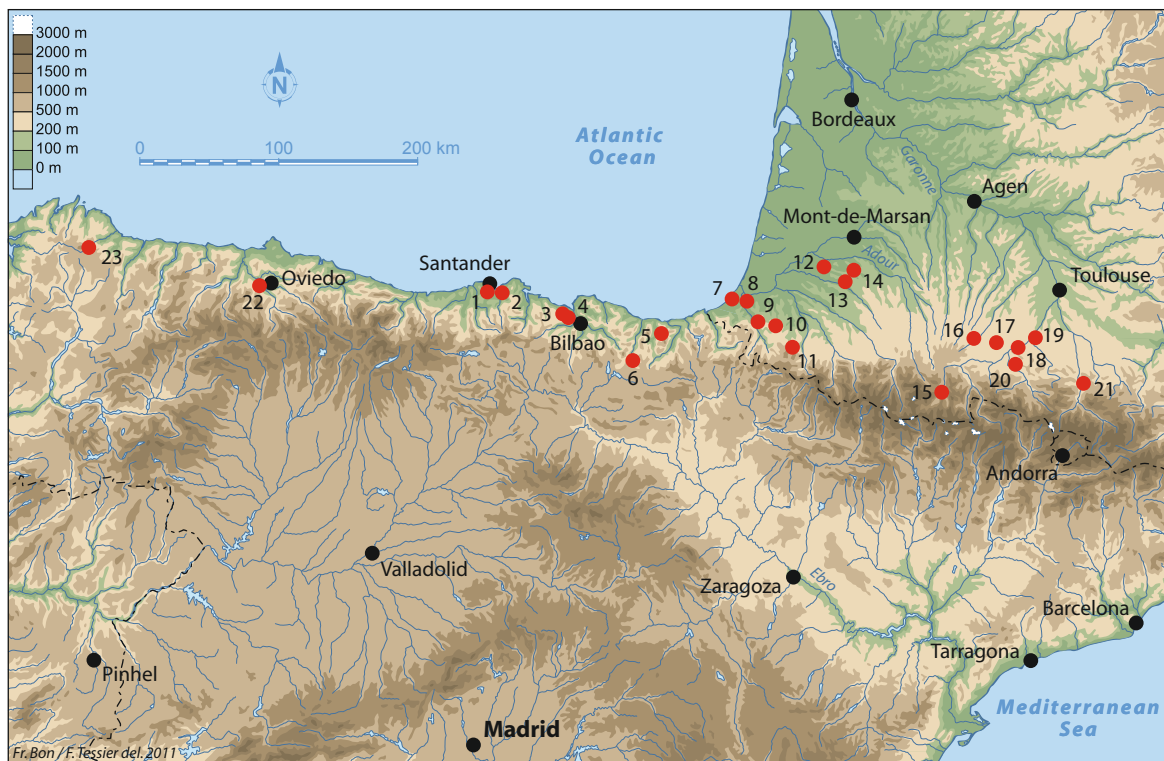 3000 m
2000 m
1500 m
1000 m
500 m
200 m
100 m
0 m
N
0 100 200 km
Atlantic
Ocean
Bordeaux
Garonne
Agen
Mont-de-Marsan
Adour
Toulouse
23
22
Oviedo
Santander
1
2
3
4
Bilbao
5
6
7
8
9
10
11
12
13
14
15
16
17
18
19
20
21
Andorra
Valladolid
Zaragoza
Ebro
Barcelona
Tarragona
Pinhel
Madrid
Mediterranean
Sea
Fr. Bon / F. Tessier del. 2011